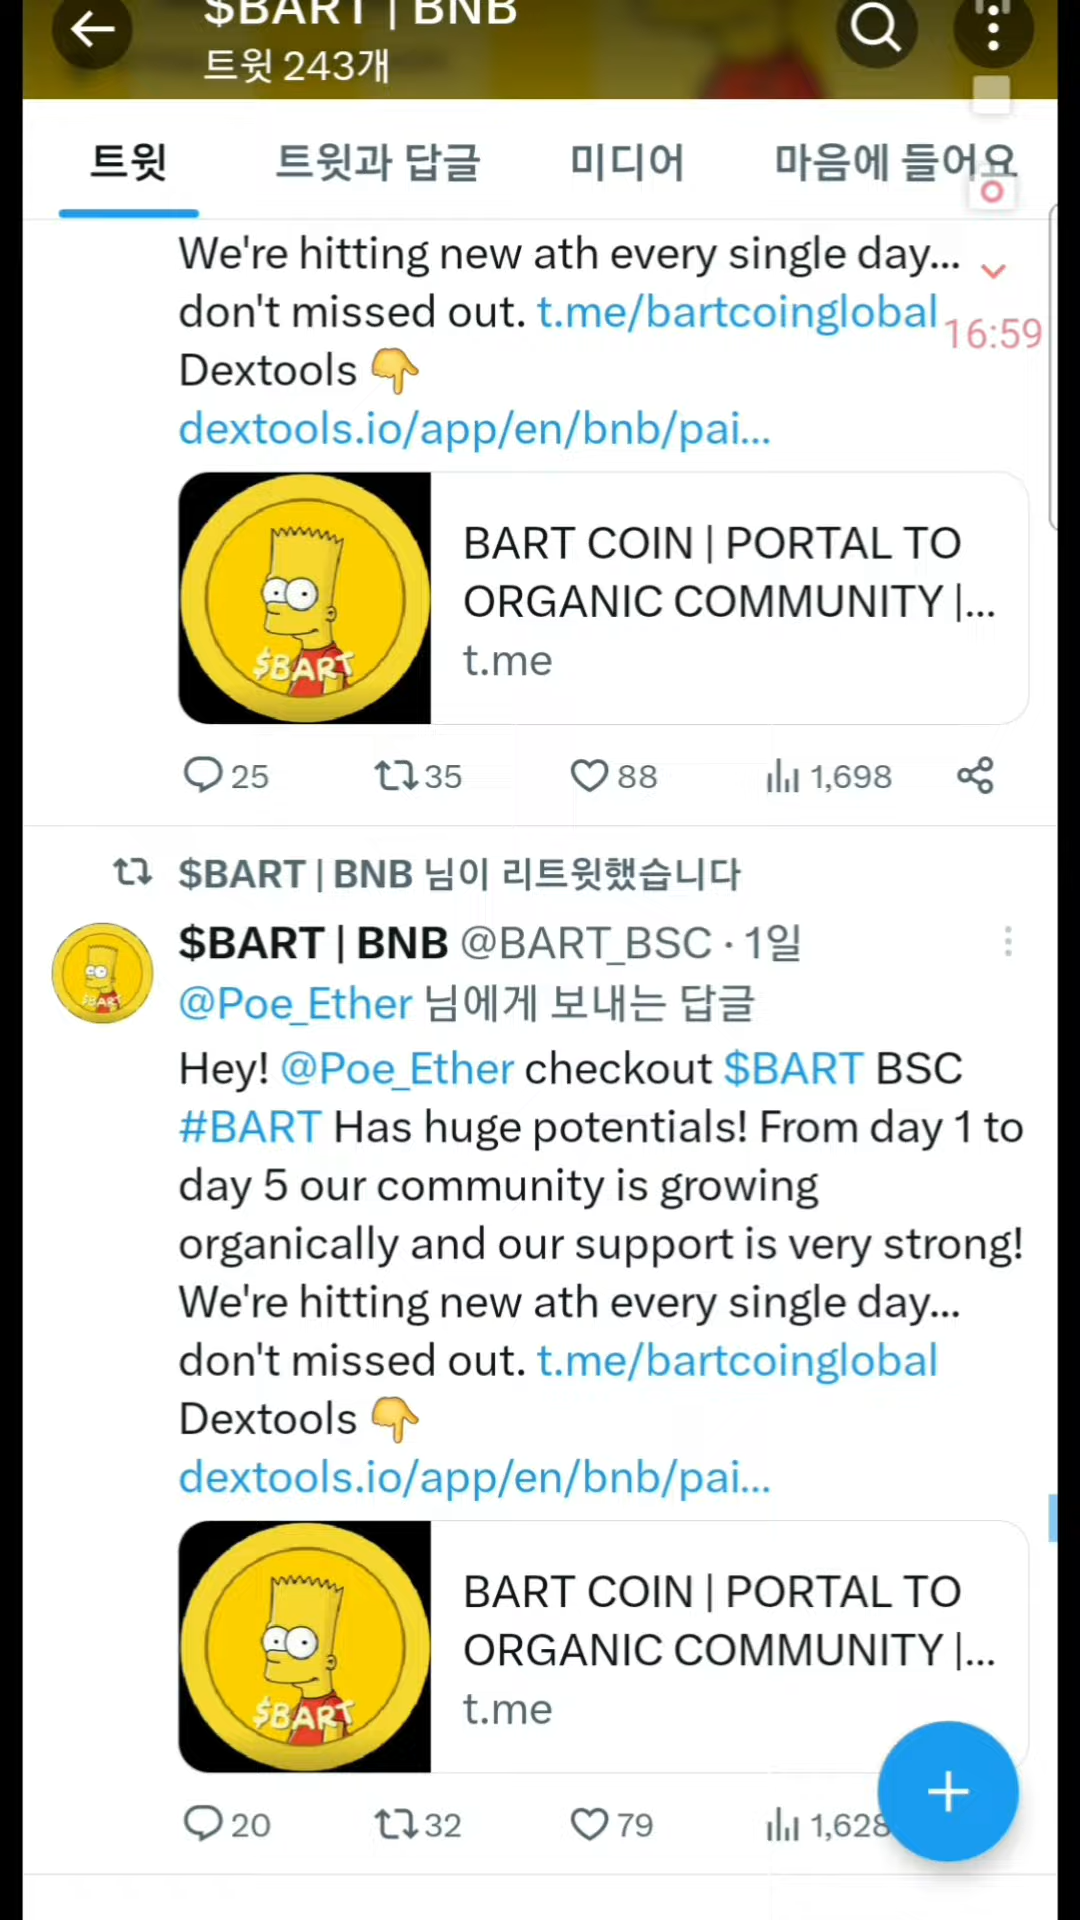 $BART | BNB
트윗 243개
트윗 트윗과 답글 미디어 마음에 들어요
We're hitting new ath every single day...
don't missed out. t.me/bartcoinglobal
16:59
Dextools 👇
dextools.io/app/en/bnb/pai...
$BART
BART COIN | PORTAL TO
ORGANIC COMMUNITY |...
t.me
25 35 88 1,698
$BART | BNB 님이 리트윗했습니다
$BART | BNB @BART_BSC · 1일
@Poe_Ether 님에게 보내는 답글
Hey! @Poe_Ether checkout $BART BSC
#BART Has huge potentials! From day 1 to
day 5 our community is growing
organically and our support is very strong!
We're hitting new ath every single day...
don't missed out. t.me/bartcoinglobal
Dextools 👇
dextools.io/app/en/bnb/pai...
$BART
BART COIN | PORTAL TO
ORGANIC COMMUNITY |...
t.me
20 32 79 1,628